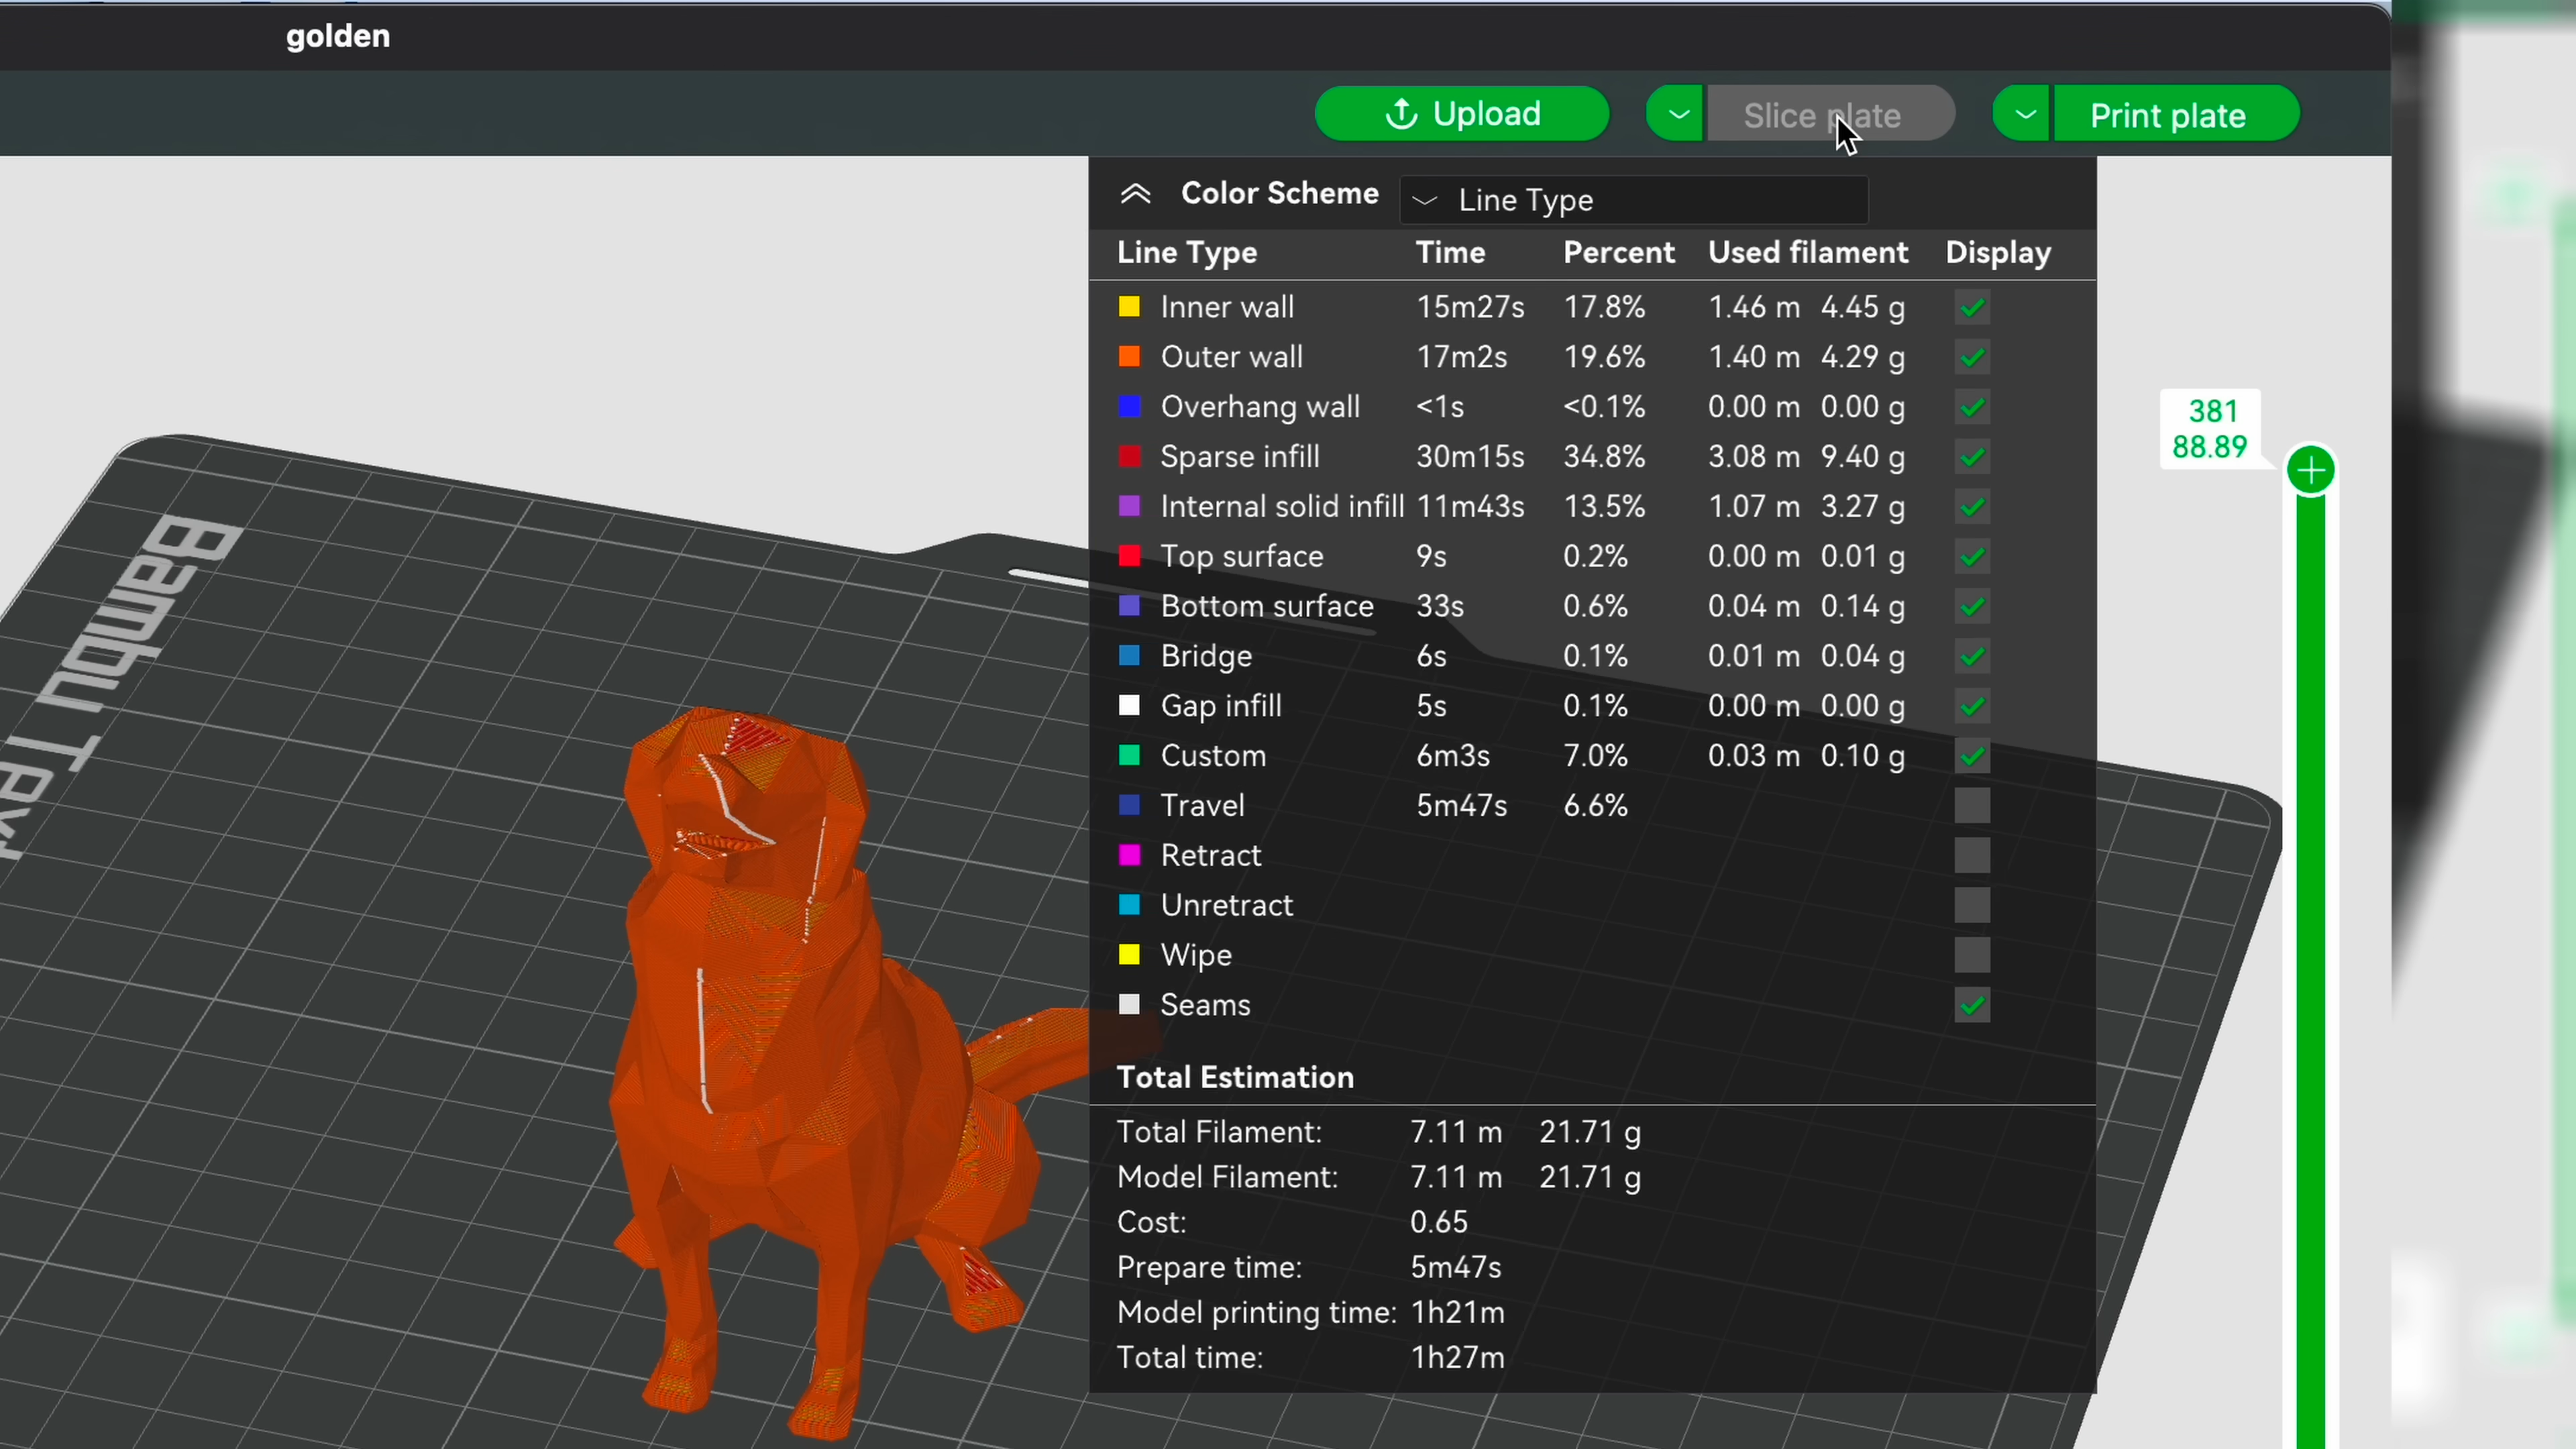 golden
Upload
Slice plate
Print plate
Color Scheme Line Type
Line Type Time Percent Used filament Display
Inner wall 15m27s 17.8% 1.46 m 4.45 g
Outer wall 17m2s 19.6% 1.40 m 4.29 g
Overhang wall <1s <0.1% 0.00 m 0.00 g
Sparse infill 30m15s 34.8% 3.08 m 9.40 g
Internal solid infill 11m43s 13.5% 1.07 m 3.27 g
Top surface 9s 0.2% 0.00 m 0.01 g
Bottom surface 33s 0.6% 0.04 m 0.14 g
Bridge 6s 0.1% 0.01 m 0.04 g
Gap infill 5s 0.1% 0.00 m 0.00 g
Custom 6m3s 7.0% 0.03 m 0.10 g
Travel 5m47s 6.6%
Retract
Unretract
Wipe
Seams
Total Estimation
Total Filament: 7.11 m 21.71 g
Model Filament: 7.11 m 21.71 g
Cost: 0.65
Prepare time: 5m47s
Model printing time: 1h21m
Total time: 1h27m
381
88.89
Bambu